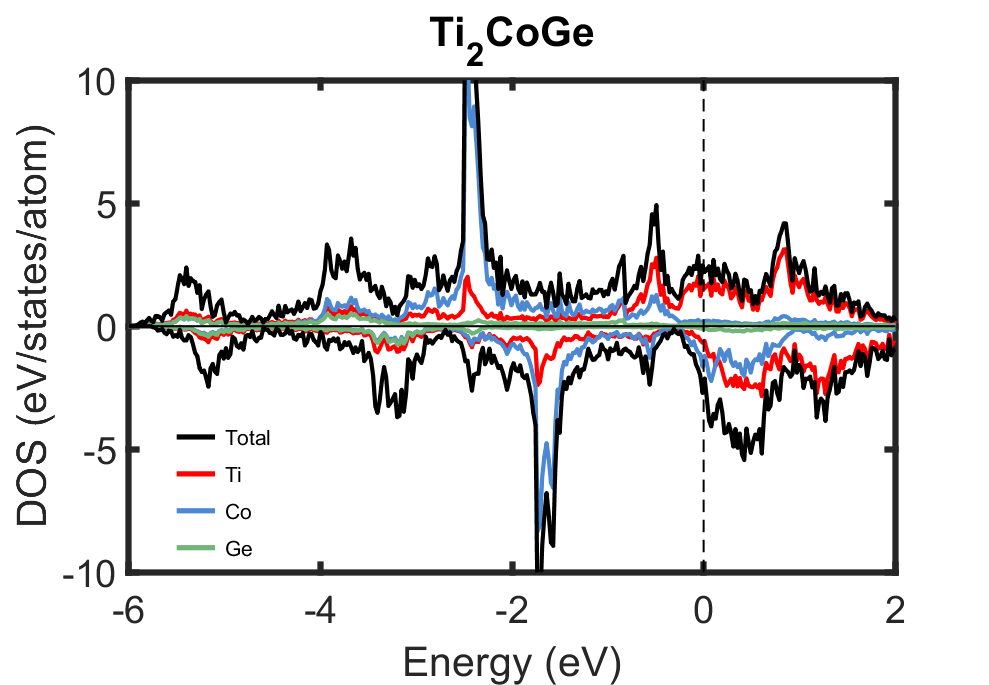 Ti2CoGe
DOS (eV/states/atom)
10
5
0
-5
-10
Total
Ti
Co
Ge
-6 -4 -2 0 2
Energy (eV)